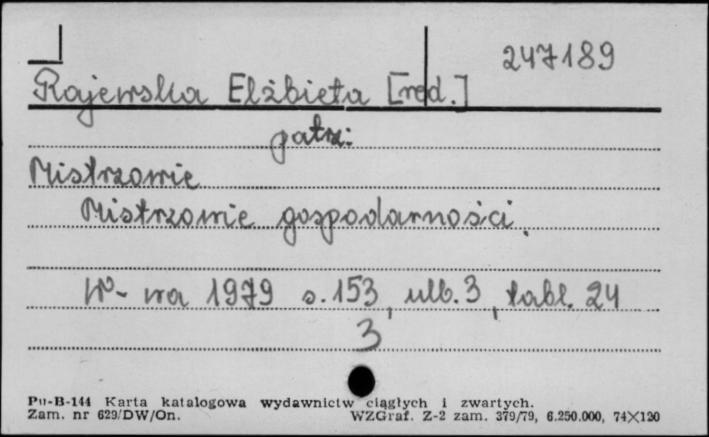 247189
Rajewska Elżbieta [red.]
patrz:
Mistrzowie
Mistrzowie gospodarności.
W-wa 1979 s. 153, ulb. 3, tabl. 24
3
Pu-B-144 Karta katalogowa wydawnictw ciągłych i zwartych.
Zam. nr 629/DW/On. WZGraf. Z-2 zam. 379/79, 6.250.000, 74X120